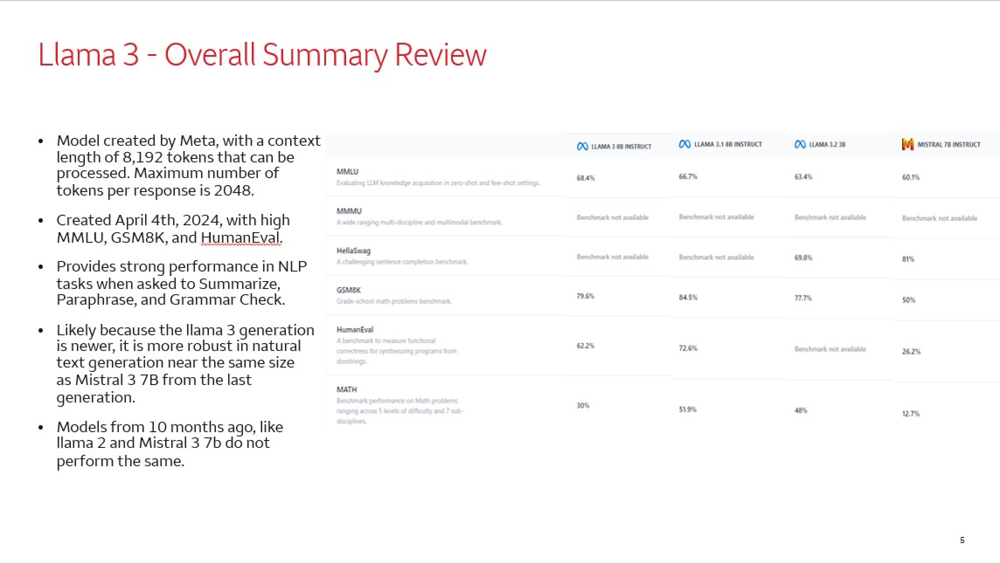 Llama 3 - Overall Summary Review
• Model created by Meta, with a context
length of 8,192 tokens that can be
processed. Maximum number of
tokens per response is 2048.
• Created April 4th, 2024, with high
MMLU, GSM8K, and HumanEval.
• Provides strong performance in NLP
tasks when asked to Summarize,
Paraphrase, and Grammar Check.
• Likely because the llama 3 generation
is newer, it is more robust in natural
text generation near the same size
as Mistral 3 7B from the last
generation.
• Models from 10 months ago, like
llama 2 and Mistral 3 7b do not
perform the same.
LLAMA 3 8B INSTRUCT LLAMA 3.1 8B INSTRUCT LLAMA 3.2 3B MISTRAL 7B INSTRUCT
MMLU
Evaluating LLM knowledge acquisition in zero-shot and few-shot settings.
68.4% 66.7% 63.4% 60.1%
MMMU
A wide ranging multi-discipline and multimodal benchmark.
Benchmark not available Benchmark not available Benchmark not available Benchmark not available
HellaSwag
A challenging sentence completion benchmark.
Benchmark not available Benchmark not available 69.8% 81%
GSM8K
Grade-school math problems benchmark.
79.6% 84.5% 77.7% 50%
HumanEval
A benchmark to measure functional
correctness for synthesizing programs from
docstrings.
62.2% 72.6% Benchmark not available 26.2%
MATH
Benchmark performance on Math problems
ranging across 5 levels of difficulty and 7 sub-
disciplines.
30% 51.9% 48% 12.7%
5